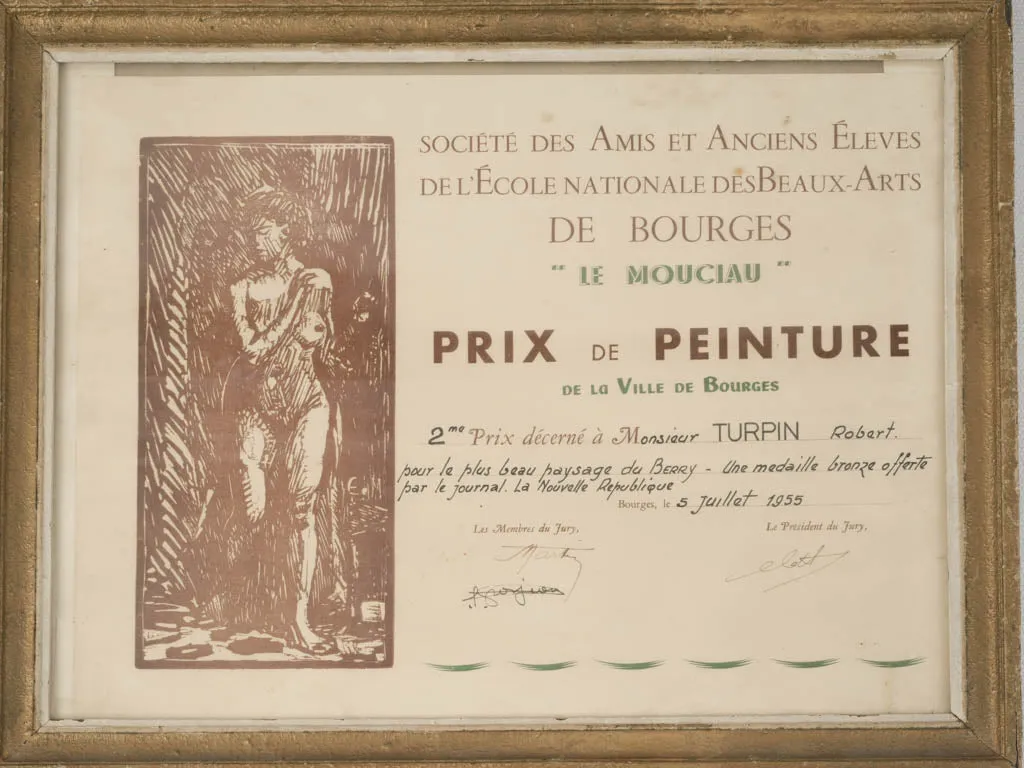 SOCIÉTÉ DES AMIS ET ANCIENS ÉLEVES
DE L'ÉCOLE NATIONALE DES BEAUX-ARTS
DE BOURGES
" LE MOUCIAU "
PRIX DE PEINTURE
DE LA VILLE DE BOURGES
2me Prix décerné à Monsieur TURPIN Robert.
pour le plus beau paysage du BERRY - Une medaille bronze offerte
par le journal. La Nouvelle Republique
Bourges, le 5 Juillet 1955
Les Membres du Jury, Le Président du Jury,